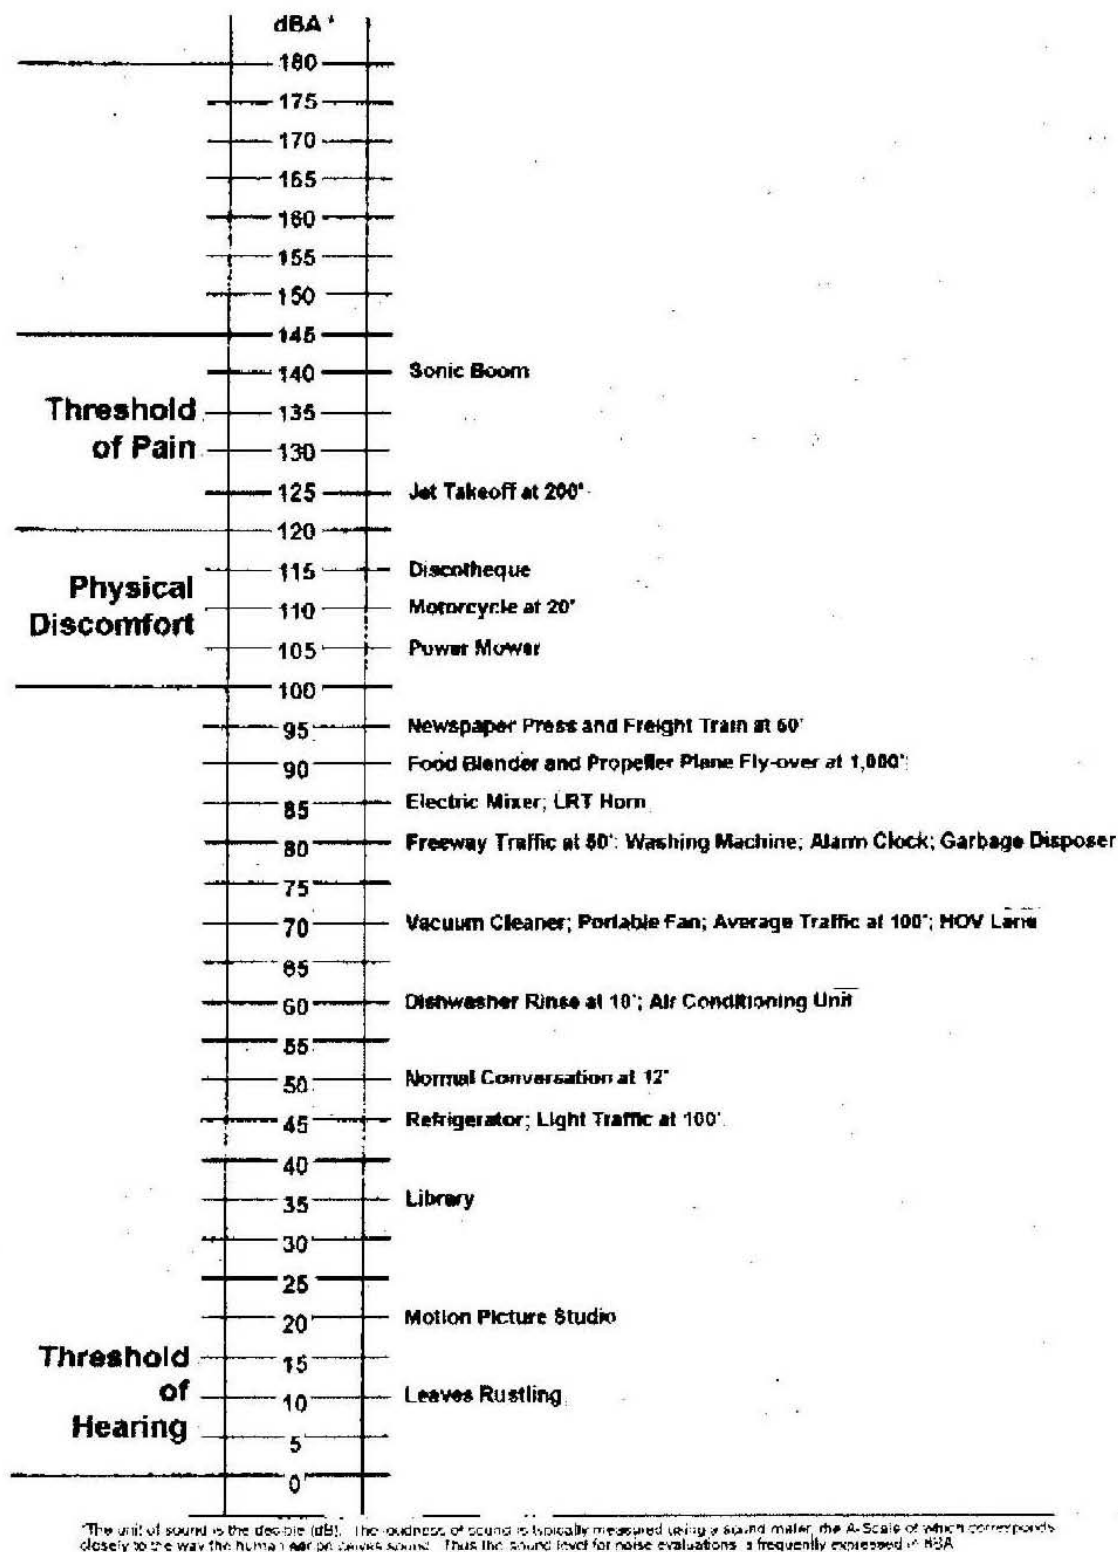 dBA*
180
175
170
165
160
155
150
145
140 Sonic Boom
Threshold of Pain
135
130
125 Jet Takeoff at 200'
120
Physical Discomfort
115 Discotheque
110 Motorcycle at 20'
105 Power Mower
100
95 Newspaper Press and Freight Train at
90 Food Blender and Propeller Plane Fly-over at 1,000'
85 Electric Mixer; LRT Horn
80 Freeway Traffic at 50'; Washing Machine; Alarm Clock; Garbage Disposer
75
70 Vacuum Cleaner; Portable Fan; Average Traffic at 100'; HOV Lane
65
60 Dishwasher Rinse at 10'; Air Conditioning Unit
55
50 Normal Conversation at 12'
45 Refrigerator; Light Traffic at 100'
40
35 Library
30
25
20 Motion Picture Studio
Threshold of Hearing
15
10 Leaves Rustling
5
0
*The unit of sound is the (dB). The loudness of sound is typically measured using a sound meter, the A-Scale of which corresponds
closely to the way the human ear perceives sound. Thus the sound level for noise evaluations is frequently expressed in dBA